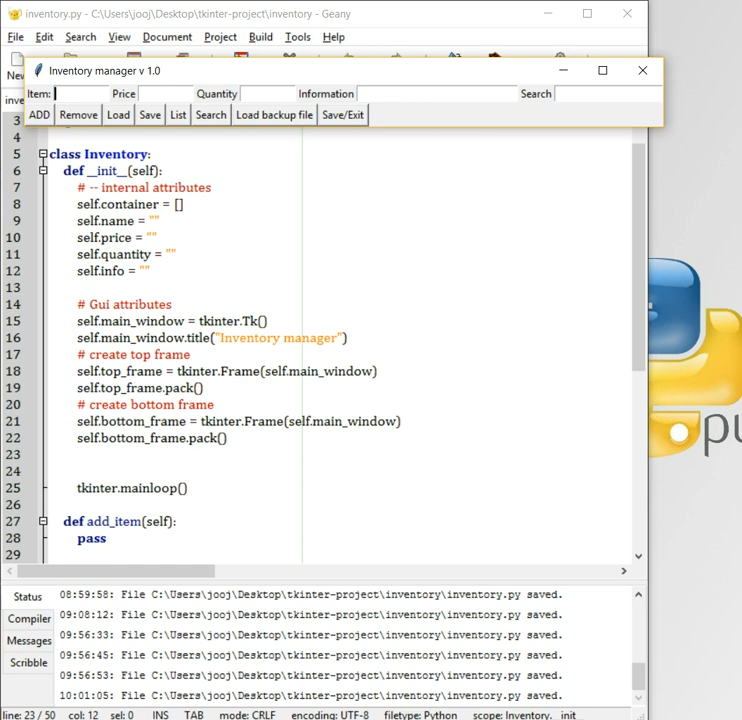 inventory.py - C:\Users\jooj\Desktop\tkinter-project\inventory - Geany
File Edit Search View Document Project Build Tools Help
Inventory manager v 1.0
Item: Price Quantity Information Search
ADD Remove Load Save List Search Load backup file Save/Exit
3
4
5 class Inventory:
6 def __init__(self):
7 # -- internal attributes
8 self.container = []
9 self.name = ""
10 self.price = ""
11 self.quantity = ""
12 self.info = ""
13
14 # Gui attributes
15 self.main_window = tkinter.Tk()
16 self.main_window.title("Inventory manager")
17 # create top frame
18 self.top_frame = tkinter.Frame(self.main_window)
19 self.top_frame.pack()
20 # create bottom frame
21 self.bottom_frame = tkinter.Frame(self.main_window)
22 self.bottom_frame.pack()
23
24
25 tkinter.mainloop()
26
27 def add_item(self):
28 pass
29
Status 08:59:58: File C:\Users\jooj\Desktop\tkinter-project\inventory\inventory.py saved.
Compiler 09:08:12: File C:\Users\jooj\Desktop\tkinter-project\inventory\inventory.py saved.
Messages 09:56:33: File C:\Users\jooj\Desktop\tkinter-project\inventory\inventory.py saved.
Scribble 09:56:45: File C:\Users\jooj\Desktop\tkinter-project\inventory\inventory.py saved.
09:56:53: File C:\Users\jooj\Desktop\tkinter-project\inventory\inventory.py saved.
10:01:05: File C:\Users\jooj\Desktop\tkinter-project\inventory\inventory.py saved.
line: 23 / 50 col: 12 sel: 0 INS TAB mode: CRLF encoding: UTF-8 filetype: Python scope: Inventory.__init__